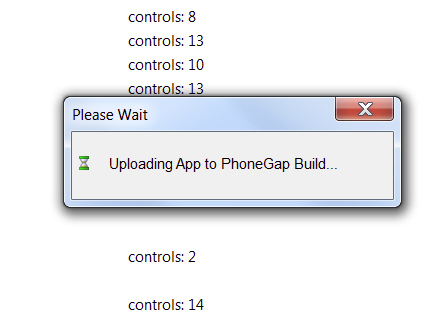 controls: 8
controls: 13
controls: 10
controls: 13
Please Wait
Uploading App to PhoneGap Build...
controls: 2
controls: 14